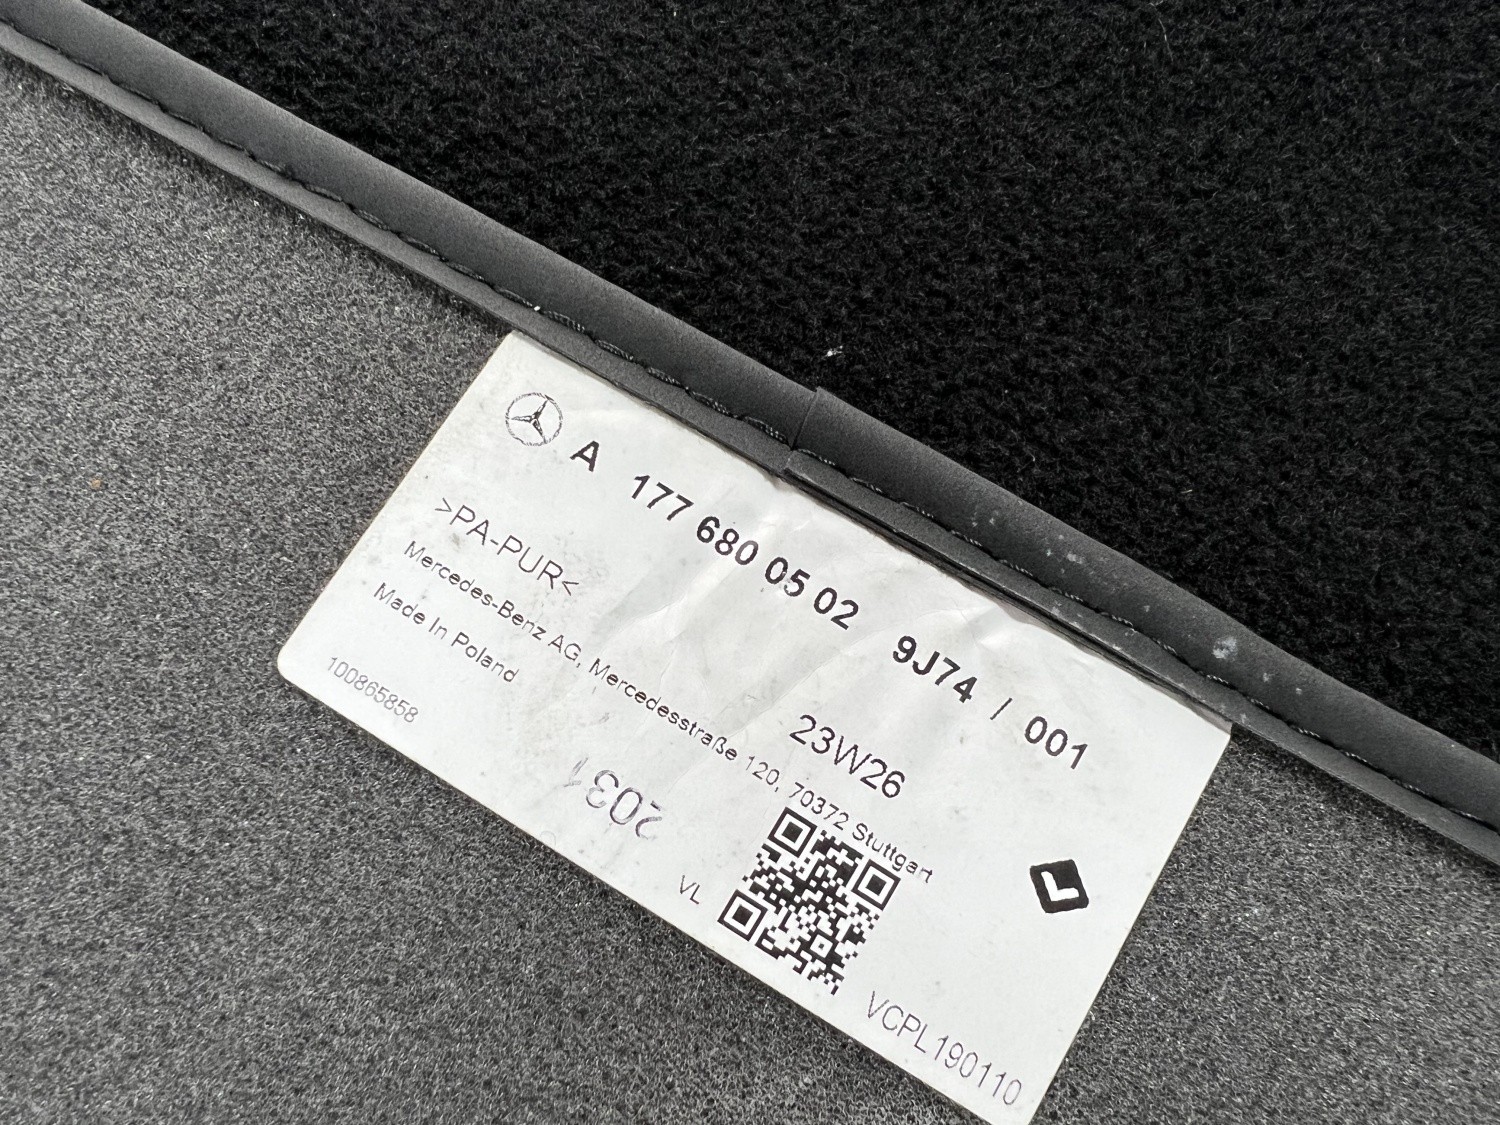 A 177 680 05 02 9J74 / 001
>PA-PUR<
23W26
Mercedes-Benz AG, Mercedesstraße 120, 70372 Stuttgart
Made In Poland
100865858
2031
VL
L
VCPL190110